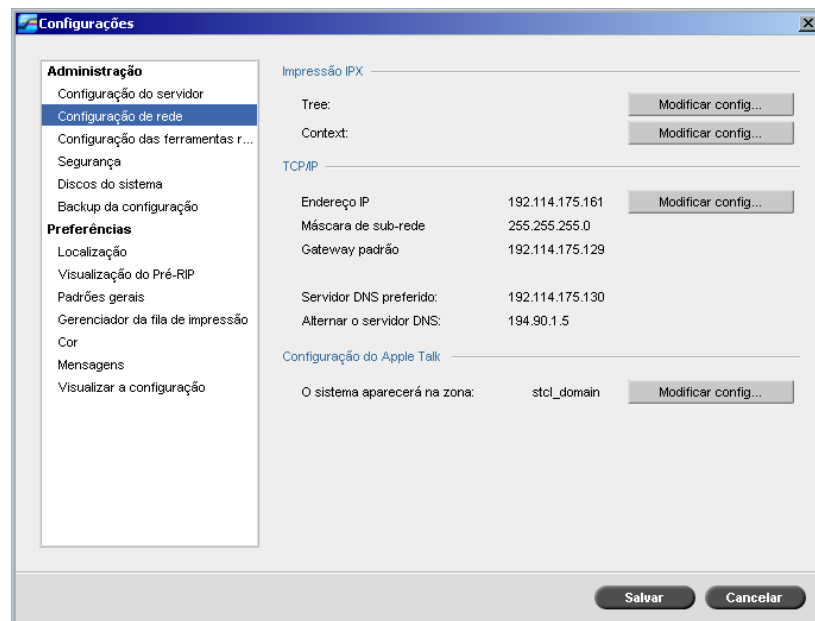 Configurações
Administração
Configuração do servidor
Configuração de rede
Configuração das ferramentas r...
Segurança
Discos do sistema
Backup da configuração
Preferências
Localização
Visualização do Pré-RIP
Padrões gerais
Gerenciador da fila de impressão
Cor
Mensagens
Visualizar a configuração
Impressão IPX
Tree: Modificar config...
Context: Modificar config...
TCP/IP
Endereço IP 192.114.175.161 Modificar config...
Máscara de sub-rede 255.255.255.0
Gateway padrão 192.114.175.129
Servidor DNS preferido: 192.114.175.130
Alternar o servidor DNS: 194.90.1.5
Configuração do Apple Talk
O sistema aparecerá na zona: stcl_domain Modificar config...
Salvar Cancelar